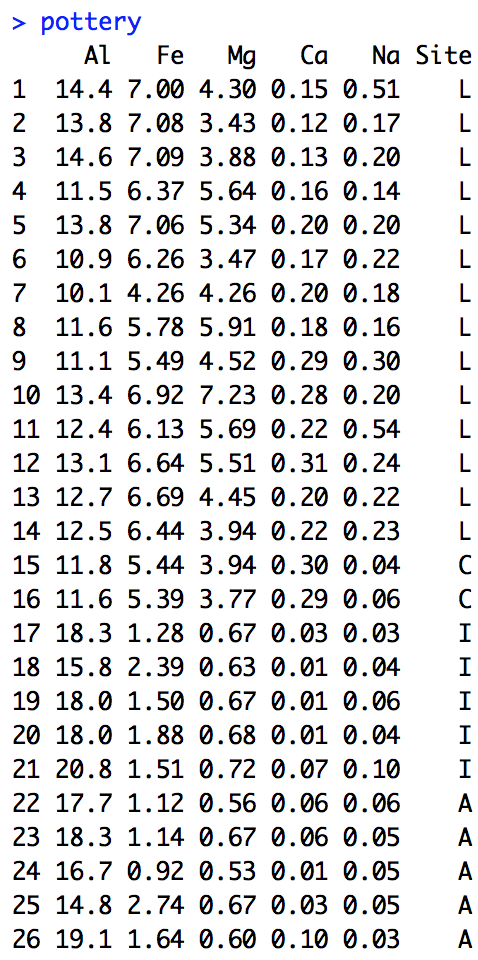 > pottery
Al Fe Mg Ca Na Site
1 14.4 7.00 4.30 0.15 0.51 L
2 13.8 7.08 3.43 0.12 0.17 L
3 14.6 7.09 3.88 0.13 0.20 L
4 11.5 6.37 5.64 0.16 0.14 L
5 13.8 7.06 5.34 0.20 0.20 L
6 10.9 6.26 3.47 0.17 0.22 L
7 10.1 4.26 4.26 0.20 0.18 L
8 11.6 5.78 5.91 0.18 0.16 L
9 11.1 5.49 4.52 0.29 0.30 L
10 13.4 6.92 7.23 0.28 0.20 L
11 12.4 6.13 5.69 0.22 0.54 L
12 13.1 6.64 5.51 0.31 0.24 L
13 12.7 6.69 4.45 0.20 0.22 L
14 12.5 6.44 3.94 0.22 0.23 L
15 11.8 5.44 3.94 0.30 0.04 C
16 11.6 5.39 3.77 0.29 0.06 C
17 18.3 1.28 0.67 0.03 0.03 I
18 15.8 2.39 0.63 0.01 0.04 I
19 18.0 1.50 0.67 0.01 0.06 I
20 18.0 1.88 0.68 0.01 0.04 I
21 20.8 1.51 0.72 0.07 0.10 I
22 17.7 1.12 0.56 0.06 0.06 A
23 18.3 1.14 0.67 0.06 0.05 A
24 16.7 0.92 0.53 0.01 0.05 A
25 14.8 2.74 0.67 0.03 0.05 A
26 19.1 1.64 0.60 0.10 0.03 A